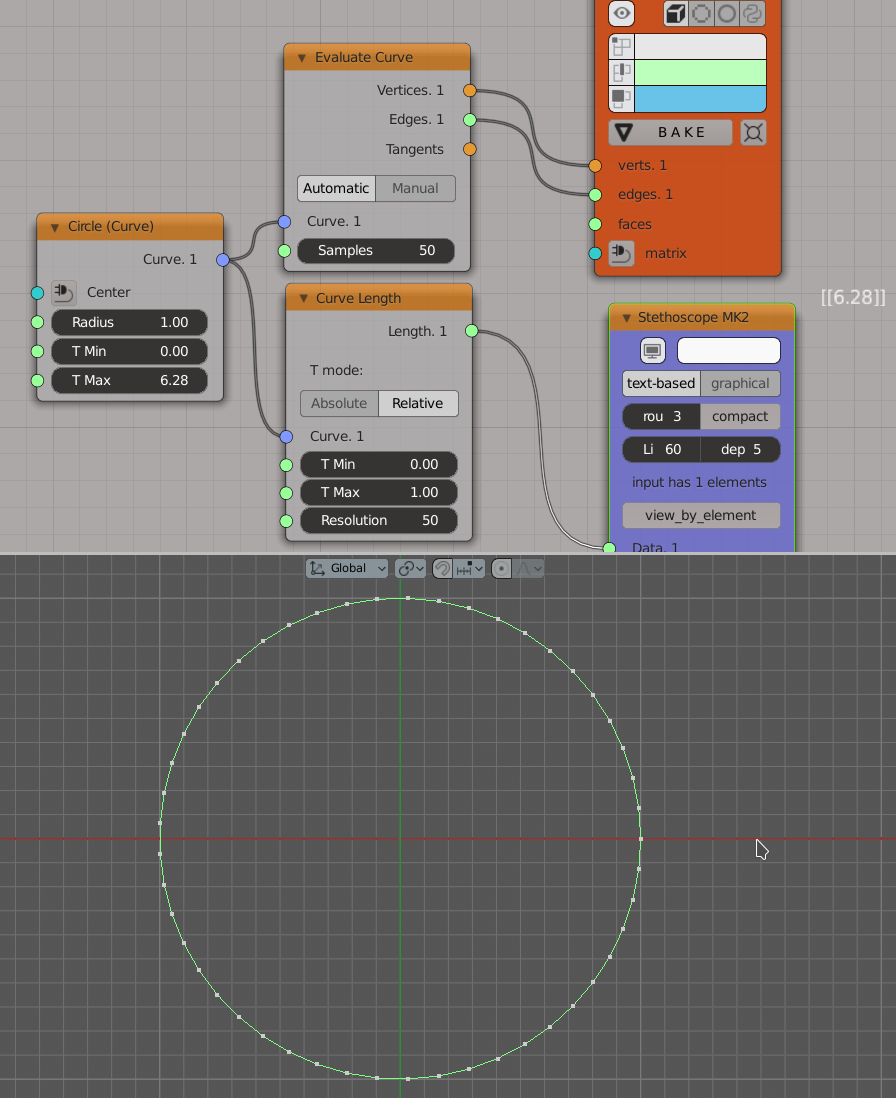 Evaluate Curve
Vertices. 1
Edges. 1
Tangents
Automatic Manual
Curve. 1
Samples 50
Circle (Curve)
Curve. 1
Center
Radius 1.00
T Min 0.00
T Max 6.28
Curve Length
Length. 1
T mode:
Absolute Relative
Curve. 1
T Min 0.00
T Max 1.00
Resolution 50
BAKE
verts. 1
edges. 1
faces
matrix
[[6.28]]
Stethoscope MK2
text-based graphical
rou 3 compact
Li 60 dep 5
input has 1 elements
view_by_element
Data. 1
Global